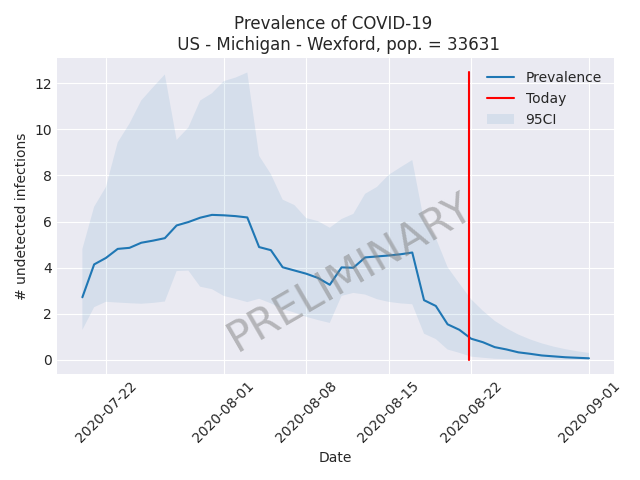 Prevalence of COVID-19
US - Michigan - Wexford, pop. = 33631
# undetected infections
12
10
8
6
4
2
0
Prevalence
Today
95CI
PRELIMINARY
2020-07-22
2020-08-01
2020-08-08
2020-08-15
2020-08-22
2020-09-01
Date